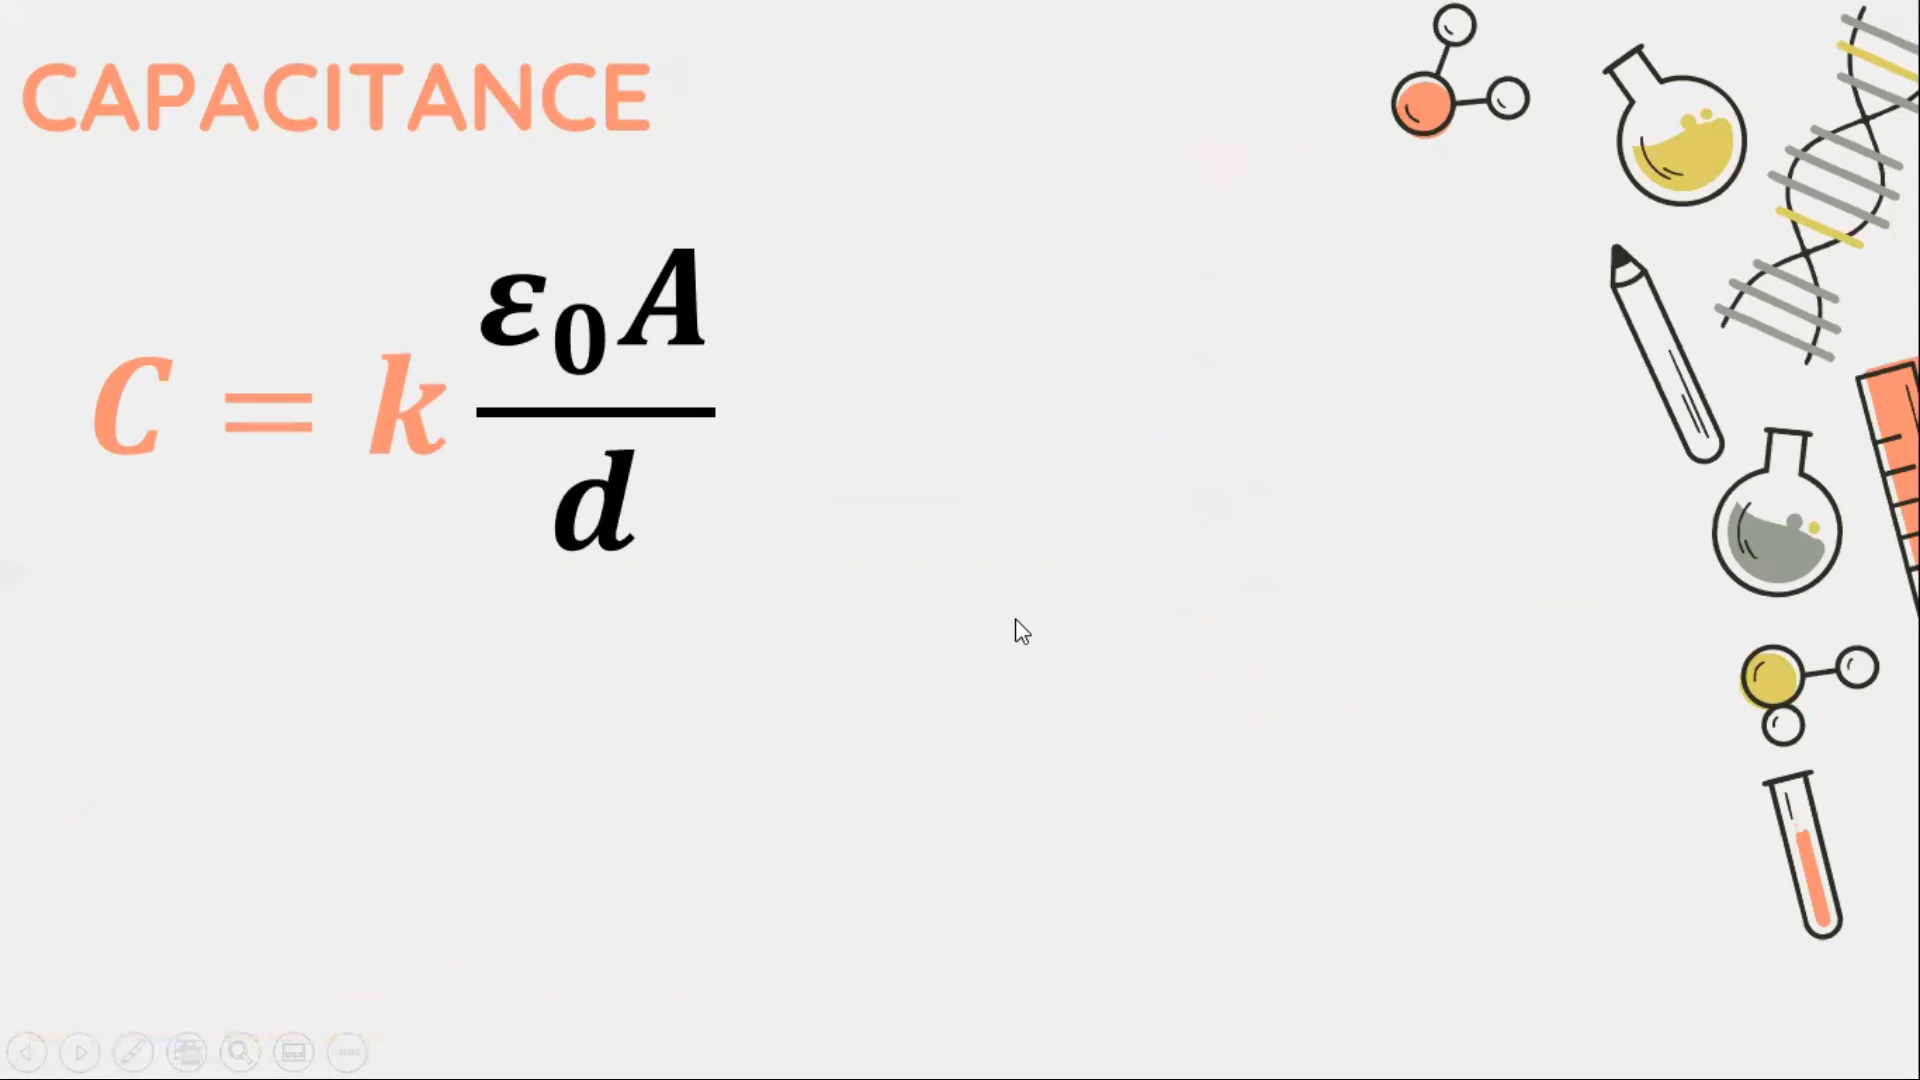 CAPACITANCE
C = k ε₀A / d